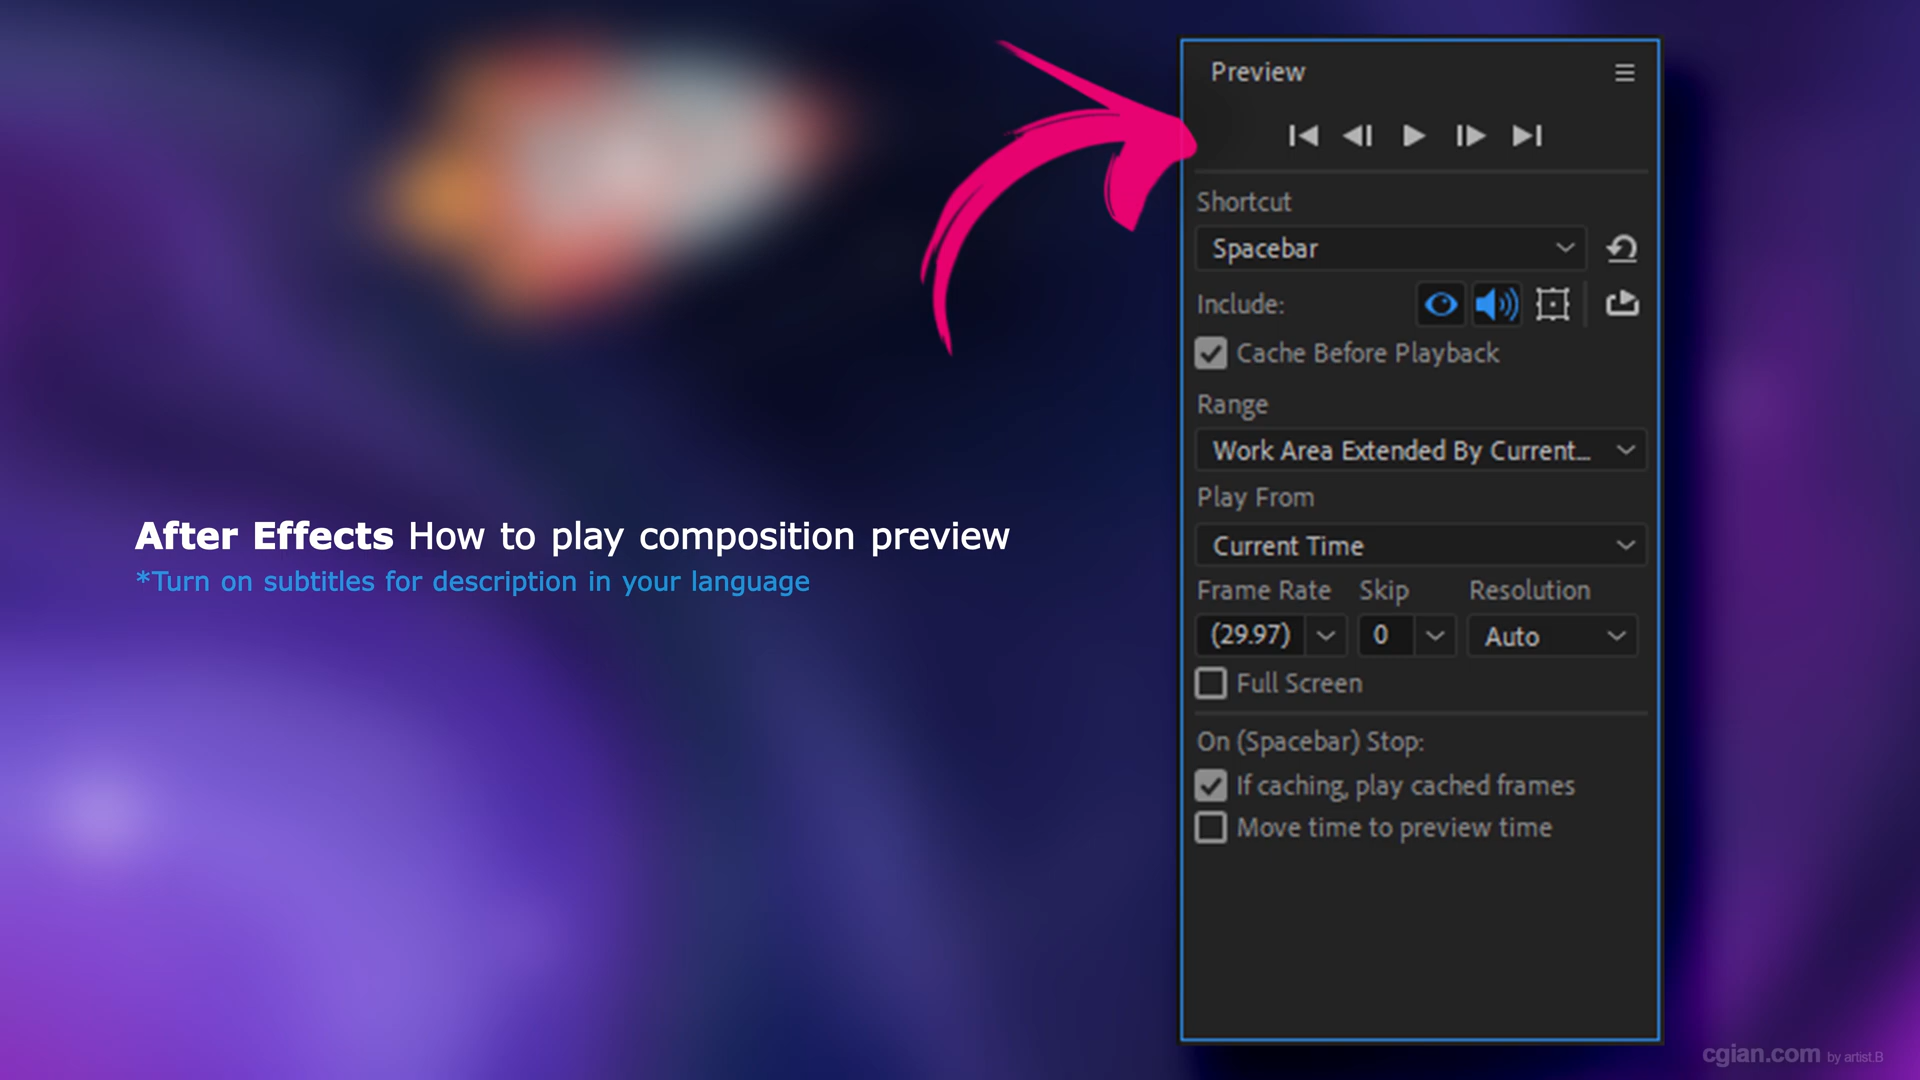 After Effects How to play composition preview
*Turn on subtitles for description in your language
Preview
Shortcut
Spacebar
Include:
Cache Before Playback
Range
Work Area Extended By Current...
Play From
Current Time
Frame Rate Skip Resolution
(29.97) 0 Auto
Full Screen
On (Spacebar) Stop:
If caching, play cached frames
Move time to preview time
cgian.com by artist.B